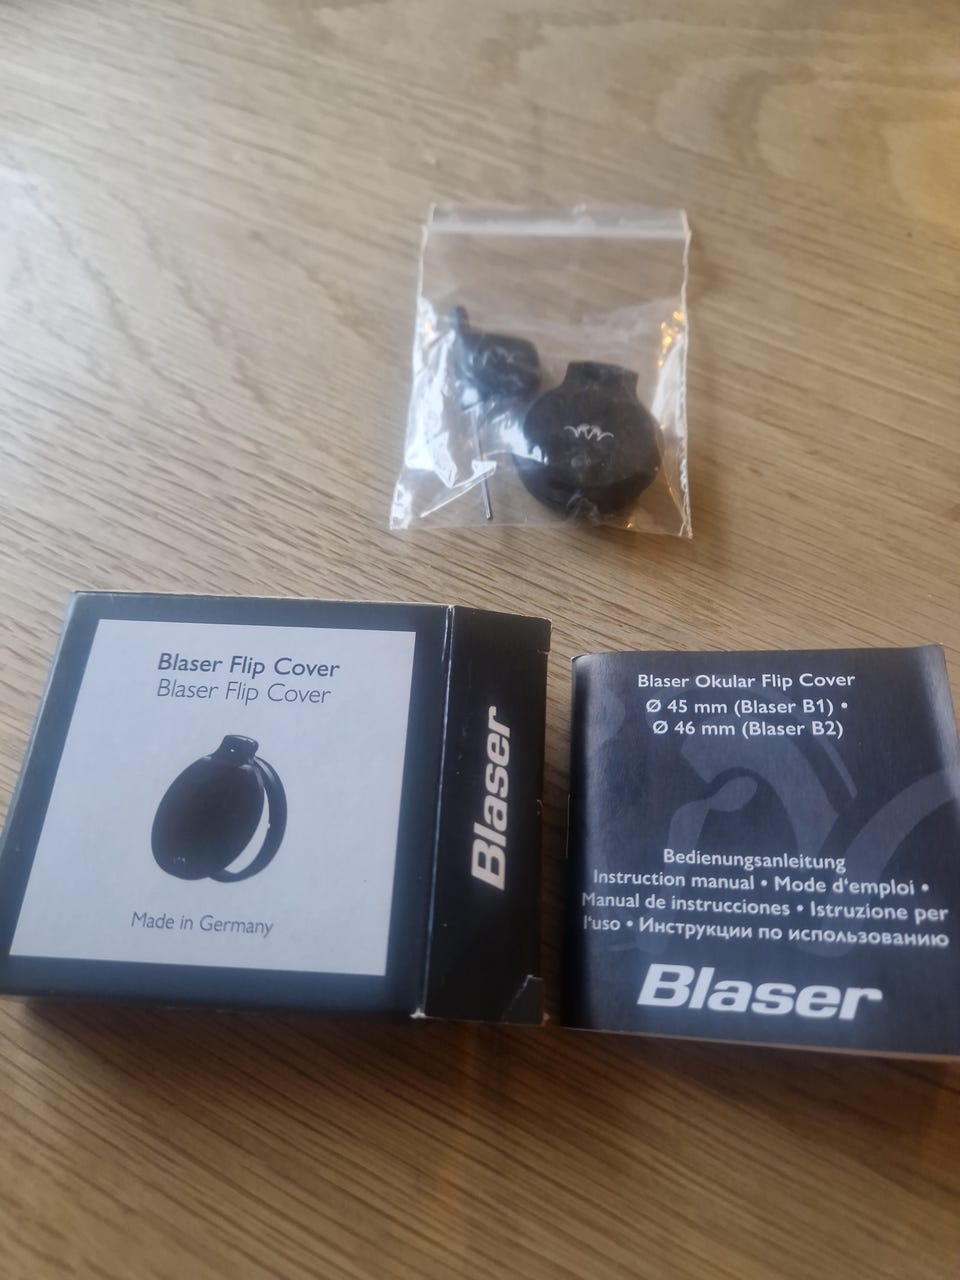 Blaser Flip Cover
Blaser Flip Cover
Made in Germany
Blaser
Blaser Okular Flip Cover
Ø 45 mm (Blaser B1) •
Ø 46 mm (Blaser B2)
Bedienungsanleitung
Instruction manual • Mode d'emploi •
Manual de instrucciones • Istruzione per
l'uso • Инструкции по использованию
Blaser